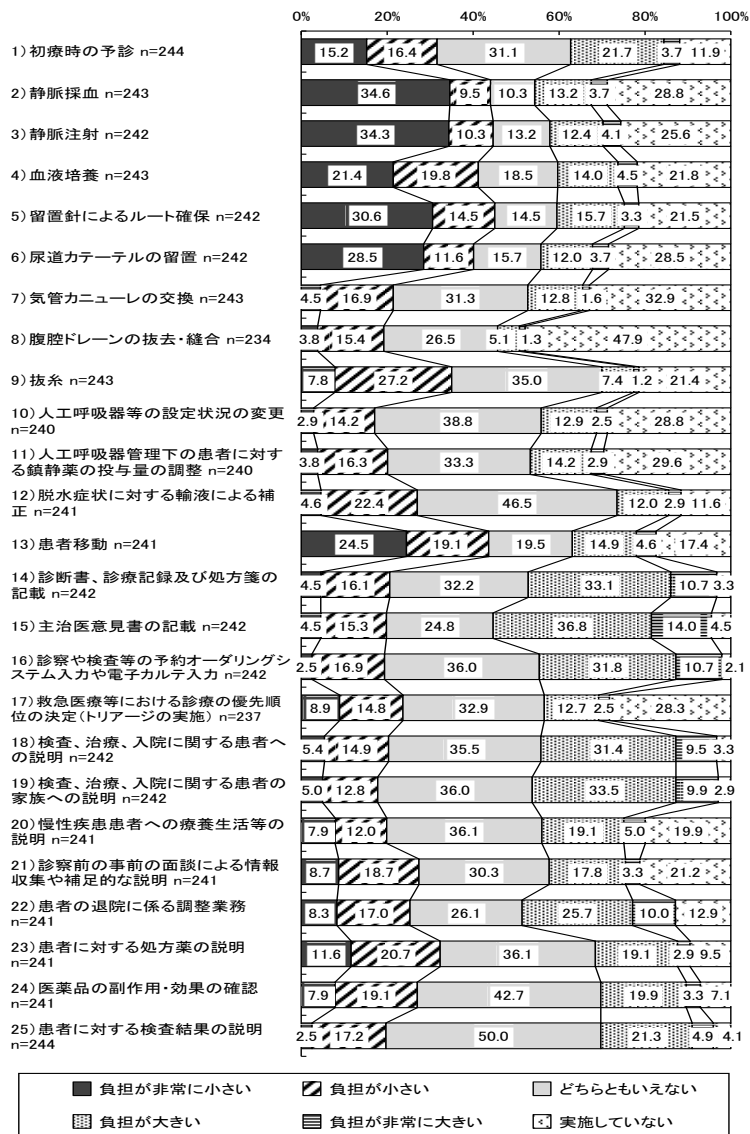 0% 20% 40% 60% 80% 100%
1)初療時の予診 n=244 15.2 16.4 31.1 21.7 3.7 11.9
2)静脈採血 n=243 34.6 9.5 10.3 13.2 3.7 28.8
3)静脈注射 n=242 34.3 10.3 13.2 12.4 4.1 25.6
4)血液培養 n=243 21.4 19.8 18.5 14.0 4.5 21.8
5)留置針によるルート確保 n=242 30.6 14.5 14.5 15.7 3.3 21.5
6)尿道カテーテルの留置 n=242 28.5 11.6 15.7 12.0 3.7 28.5
7)気管カニューレの交換 n=243 4.5 16.9 31.3 12.8 1.6 32.9
8)腹腔ドレーンの抜去・縫合 n=234 3.8 15.4 26.5 5.1 1.3 47.9
9)抜糸 n=243 7.8 27.2 35.0 7.4 1.2 21.4
10)人工呼吸器等の設定状況の変更
n=240 2.9 14.2 38.8 12.9 2.5 28.8
11)人工呼吸器管理下の患者に対す
る鎮静薬の投与量の調整 n=240 3.8 16.3 33.3 14.2 2.9 29.6
12)脱水症状に対する輸液による補
正 n=241 4.6 22.4 46.5 12.0 2.9 11.6
13)患者移動 n=241 24.5 19.1 19.5 14.9 4.6 17.4
14)診断書、診療記録及び処方箋の
記載 n=242 4.5 16.1 32.2 33.1 10.7 3.3
15)主治医意見書の記載 n=242 4.5 15.3 24.8 36.8 14.0 4.5
16)診察や検査等の予約オーダリングシ
ステム入力や電子カルテ入力 n=242 2.5 16.9 36.0 31.8 10.7 2.1
17)救急医療等における診療の優先順
位の決定(トリアージの実施) n=237 8.9 14.8 32.9 12.7 2.5 28.3
18)検査、治療、入院に関する患者へ
の説明 n=242 5.4 14.9 35.5 31.4 9.5 3.3
19)検査、治療、入院に関する患者の
家族への説明 n=242 5.0 12.8 36.0 33.5 9.9 2.9
20)慢性疾患患者への療養生活等の
説明 n=241 7.9 12.0 36.1 19.1 5.0 19.9
21)診察前の事前の面談による情報
収集や補足的な説明 n=241 8.7 18.7 30.3 17.8 3.3 21.2
22)患者の退院に係る調整業務
n=241 8.3 17.0 26.1 25.7 10.0 12.9
23)患者に対する処方薬の説明
n=241 11.6 20.7 36.1 19.1 2.9 9.5
24)医薬品の副作用・効果の確認
n=241 7.9 19.1 42.7 19.9 3.3 7.1
25)患者に対する検査結果の説明
n=244 2.5 17.2 50.0 21.3 4.9 4.1
負担が非常に小さい 負担が小さい どちらともいえない
負担が大きい 負担が非常に大きい 実施していない